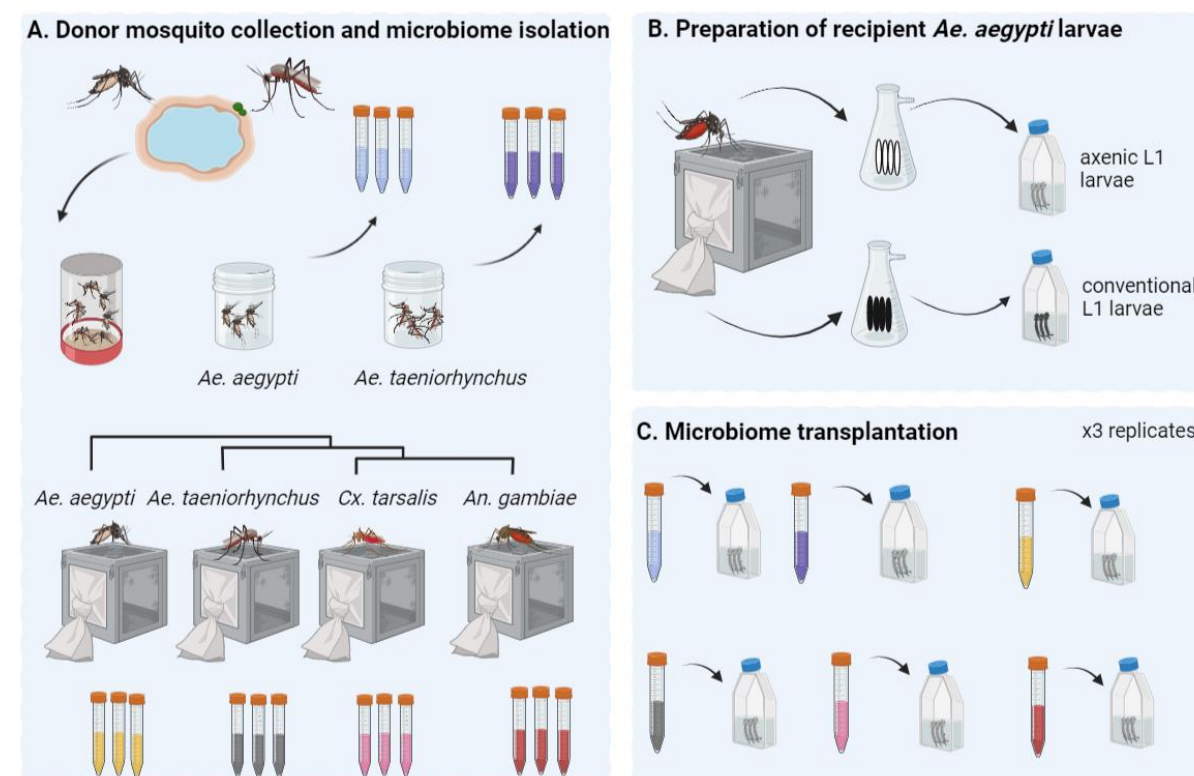 A. Donor mosquito collection and microbiome isolation
Ae. aegypti
Ae. taeniorhynchus
Ae. aegypti
Ae. taeniorhynchus
Cx. tarsalis
An. gambiae
B. Preparation of recipient Ae. aegypti larvae
axenic L1
larvae
conventional
L1 larvae
C. Microbiome transplantation
x3 replicates